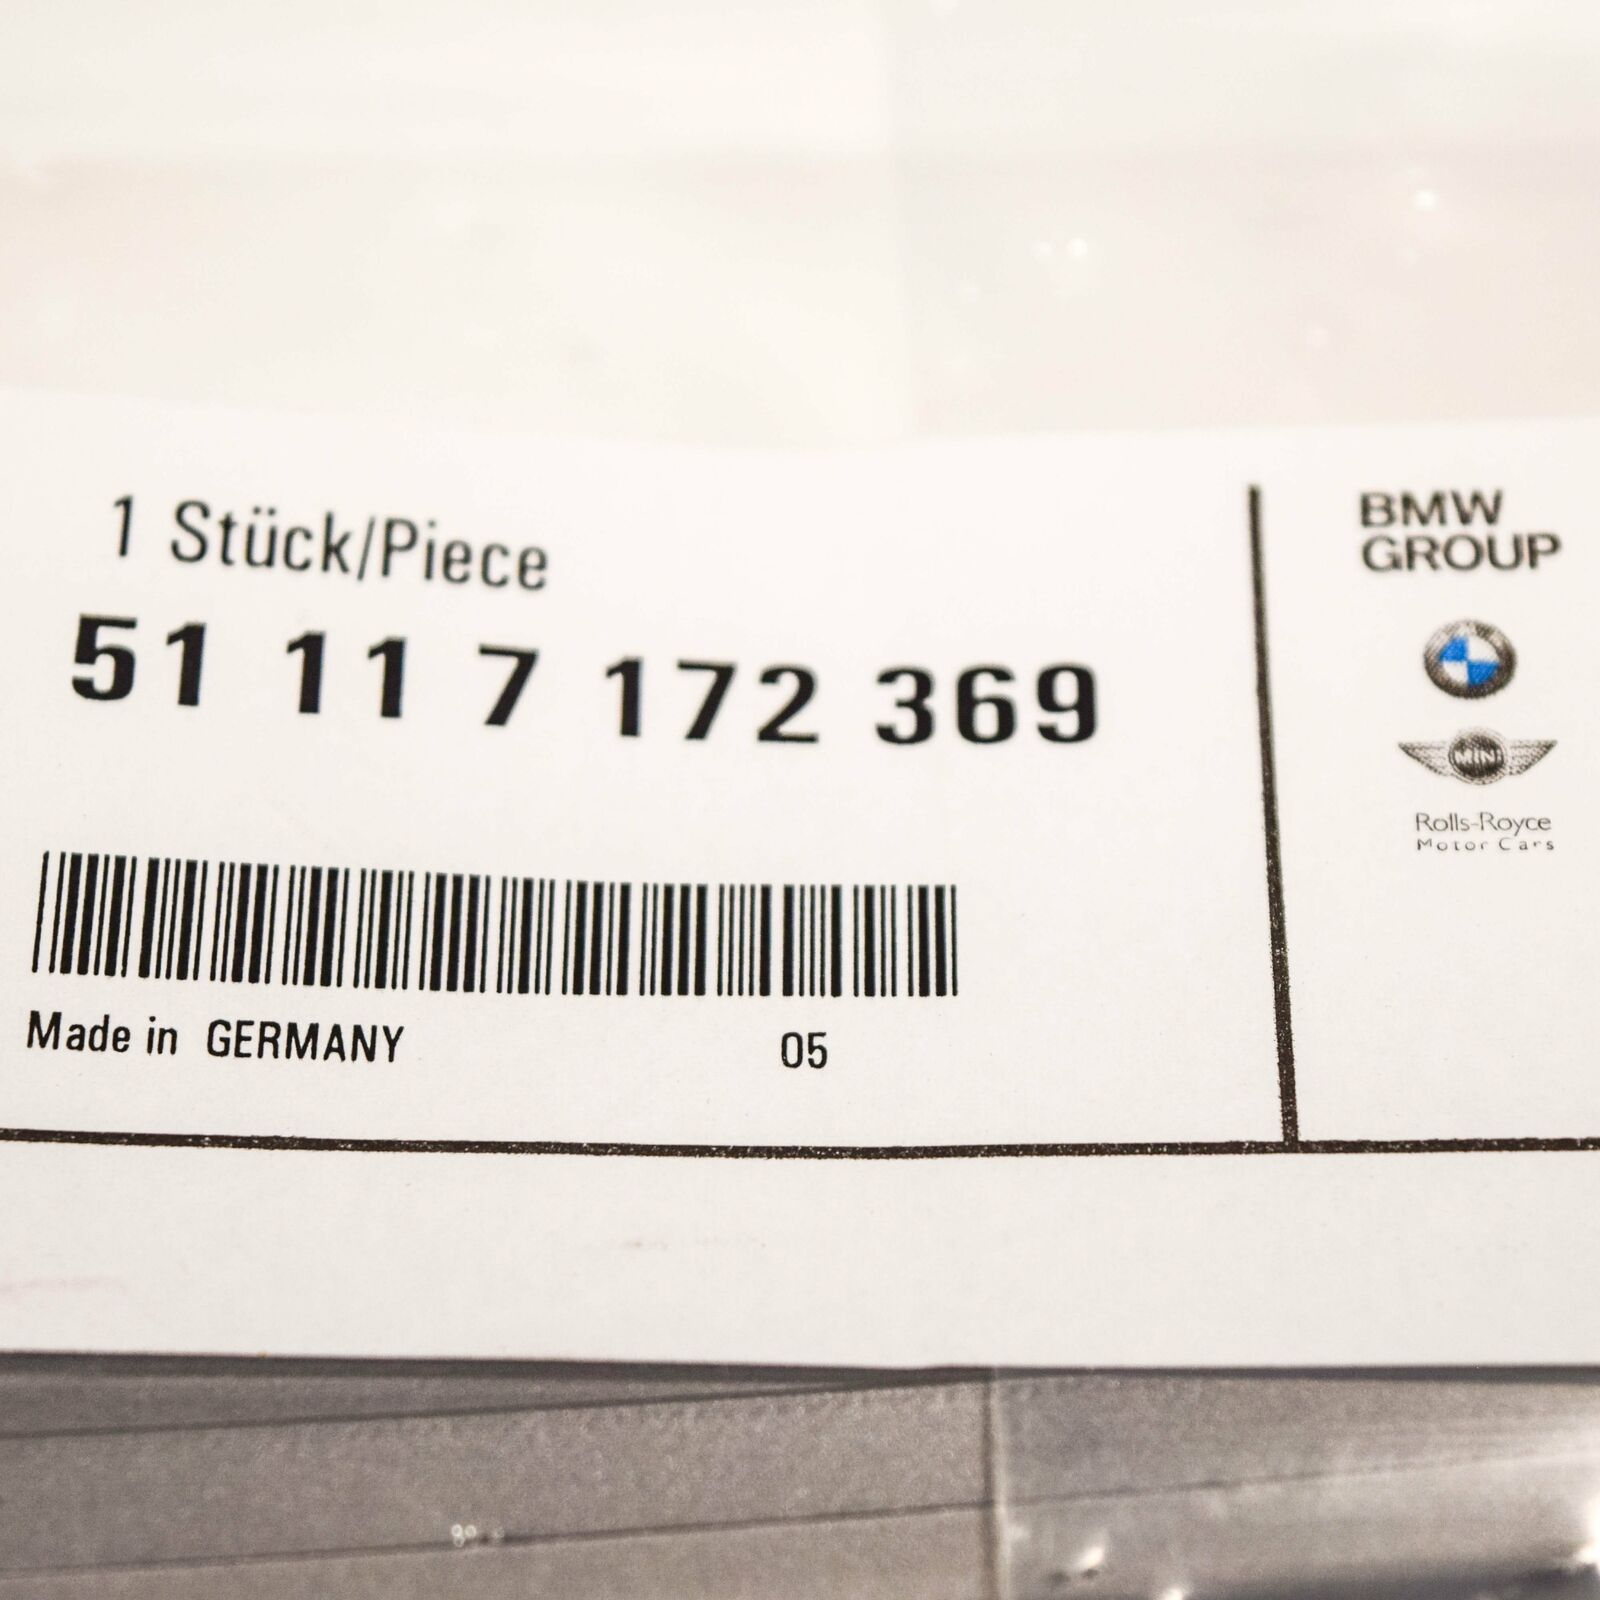 1 Stück/Piece
51 11 7 172 369
Made in GERMANY 05
BMW
GROUP
MINI
Rolls-Royce
Motor Cars